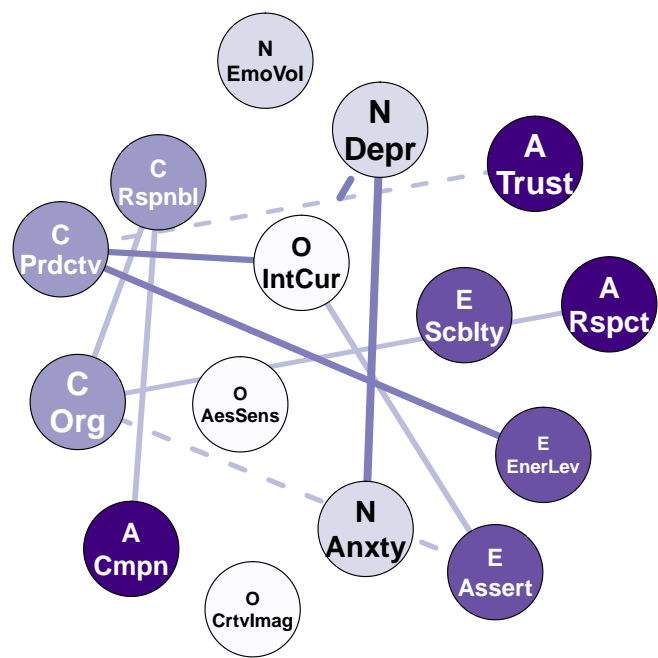 N
EmoVol
N
Depr
A
Trust
C
Rspnbl
C
Prdctv
O
IntCur
E
Scblty
A
Rspct
C
Org
O
AesSens
E
EnerLev
N
Anxty
A
Cmpn
E
Assert
O
CrtvImag